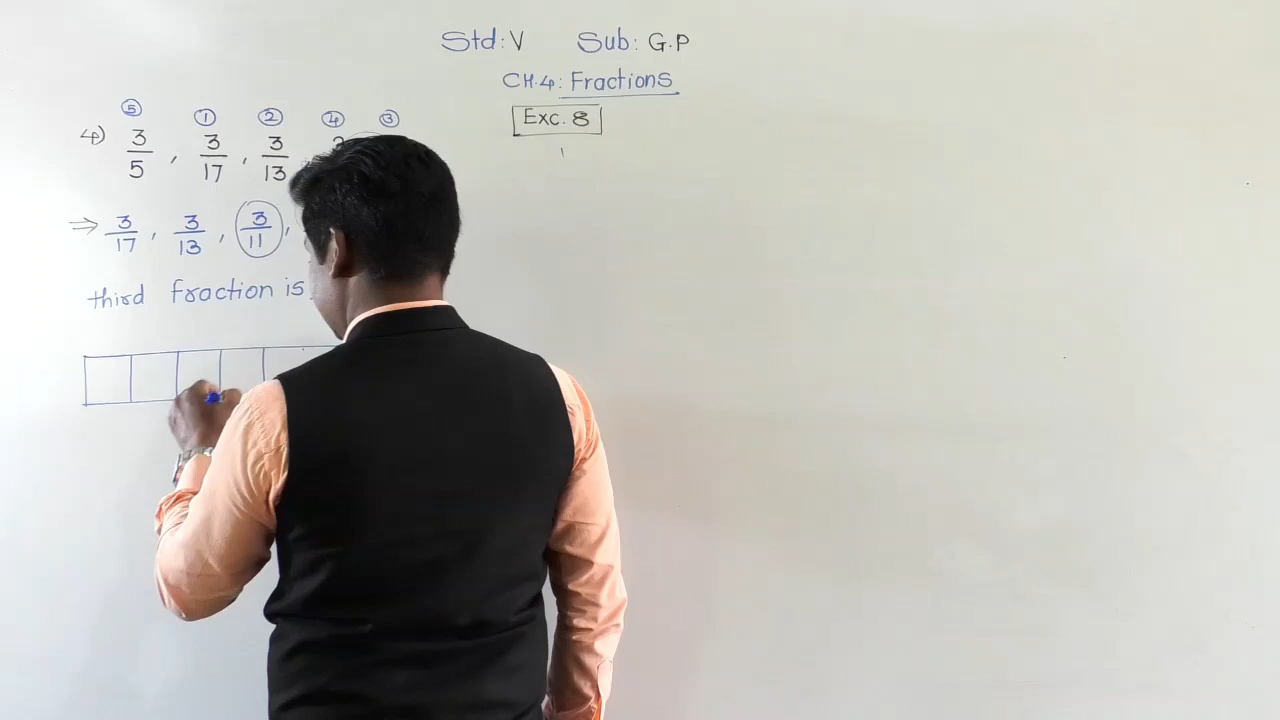 Std: V Sub: G.P
CH.4: Fractions
Exc. 8
⑤ ① ② ④ ③
4) 3/5 , 3/17 , 3/13
⇒ 3/17 , 3/13 , 3/11 ,
third fraction is